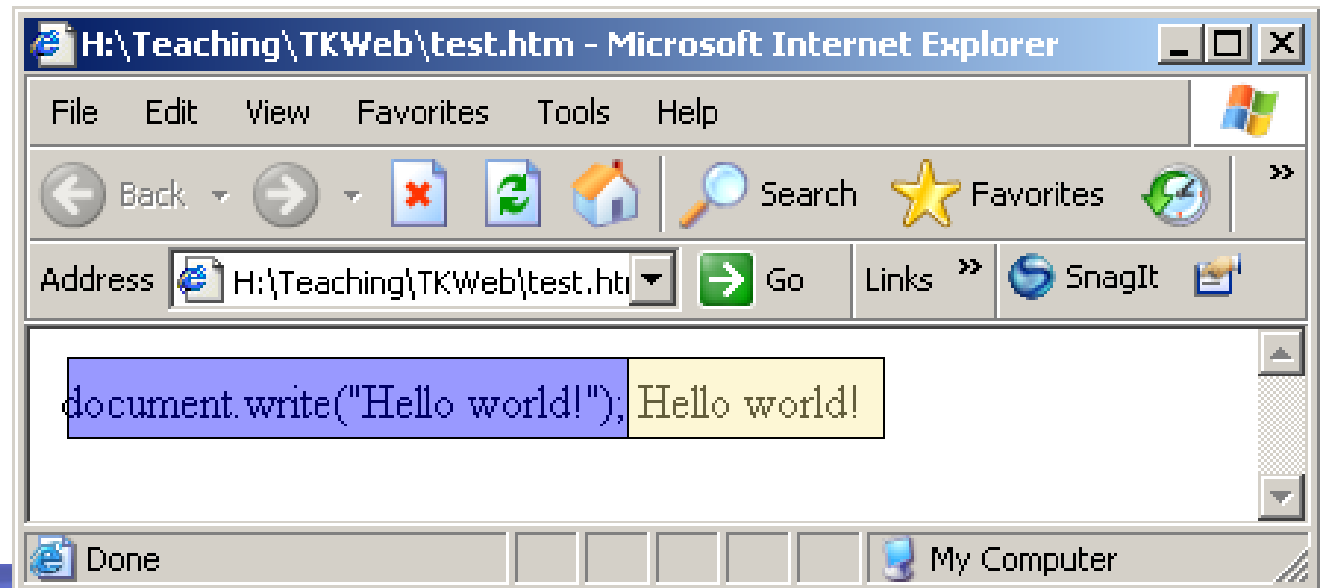 H:\Teaching\TKWeb\test.htm - Microsoft Internet Explorer
File Edit View Favorites Tools Help
Back Search Favorites »
Address H:\Teaching\TKWeb\test.ht Go Links » SnagIt
document.write("Hello world!"); Hello world!
Done My Computer